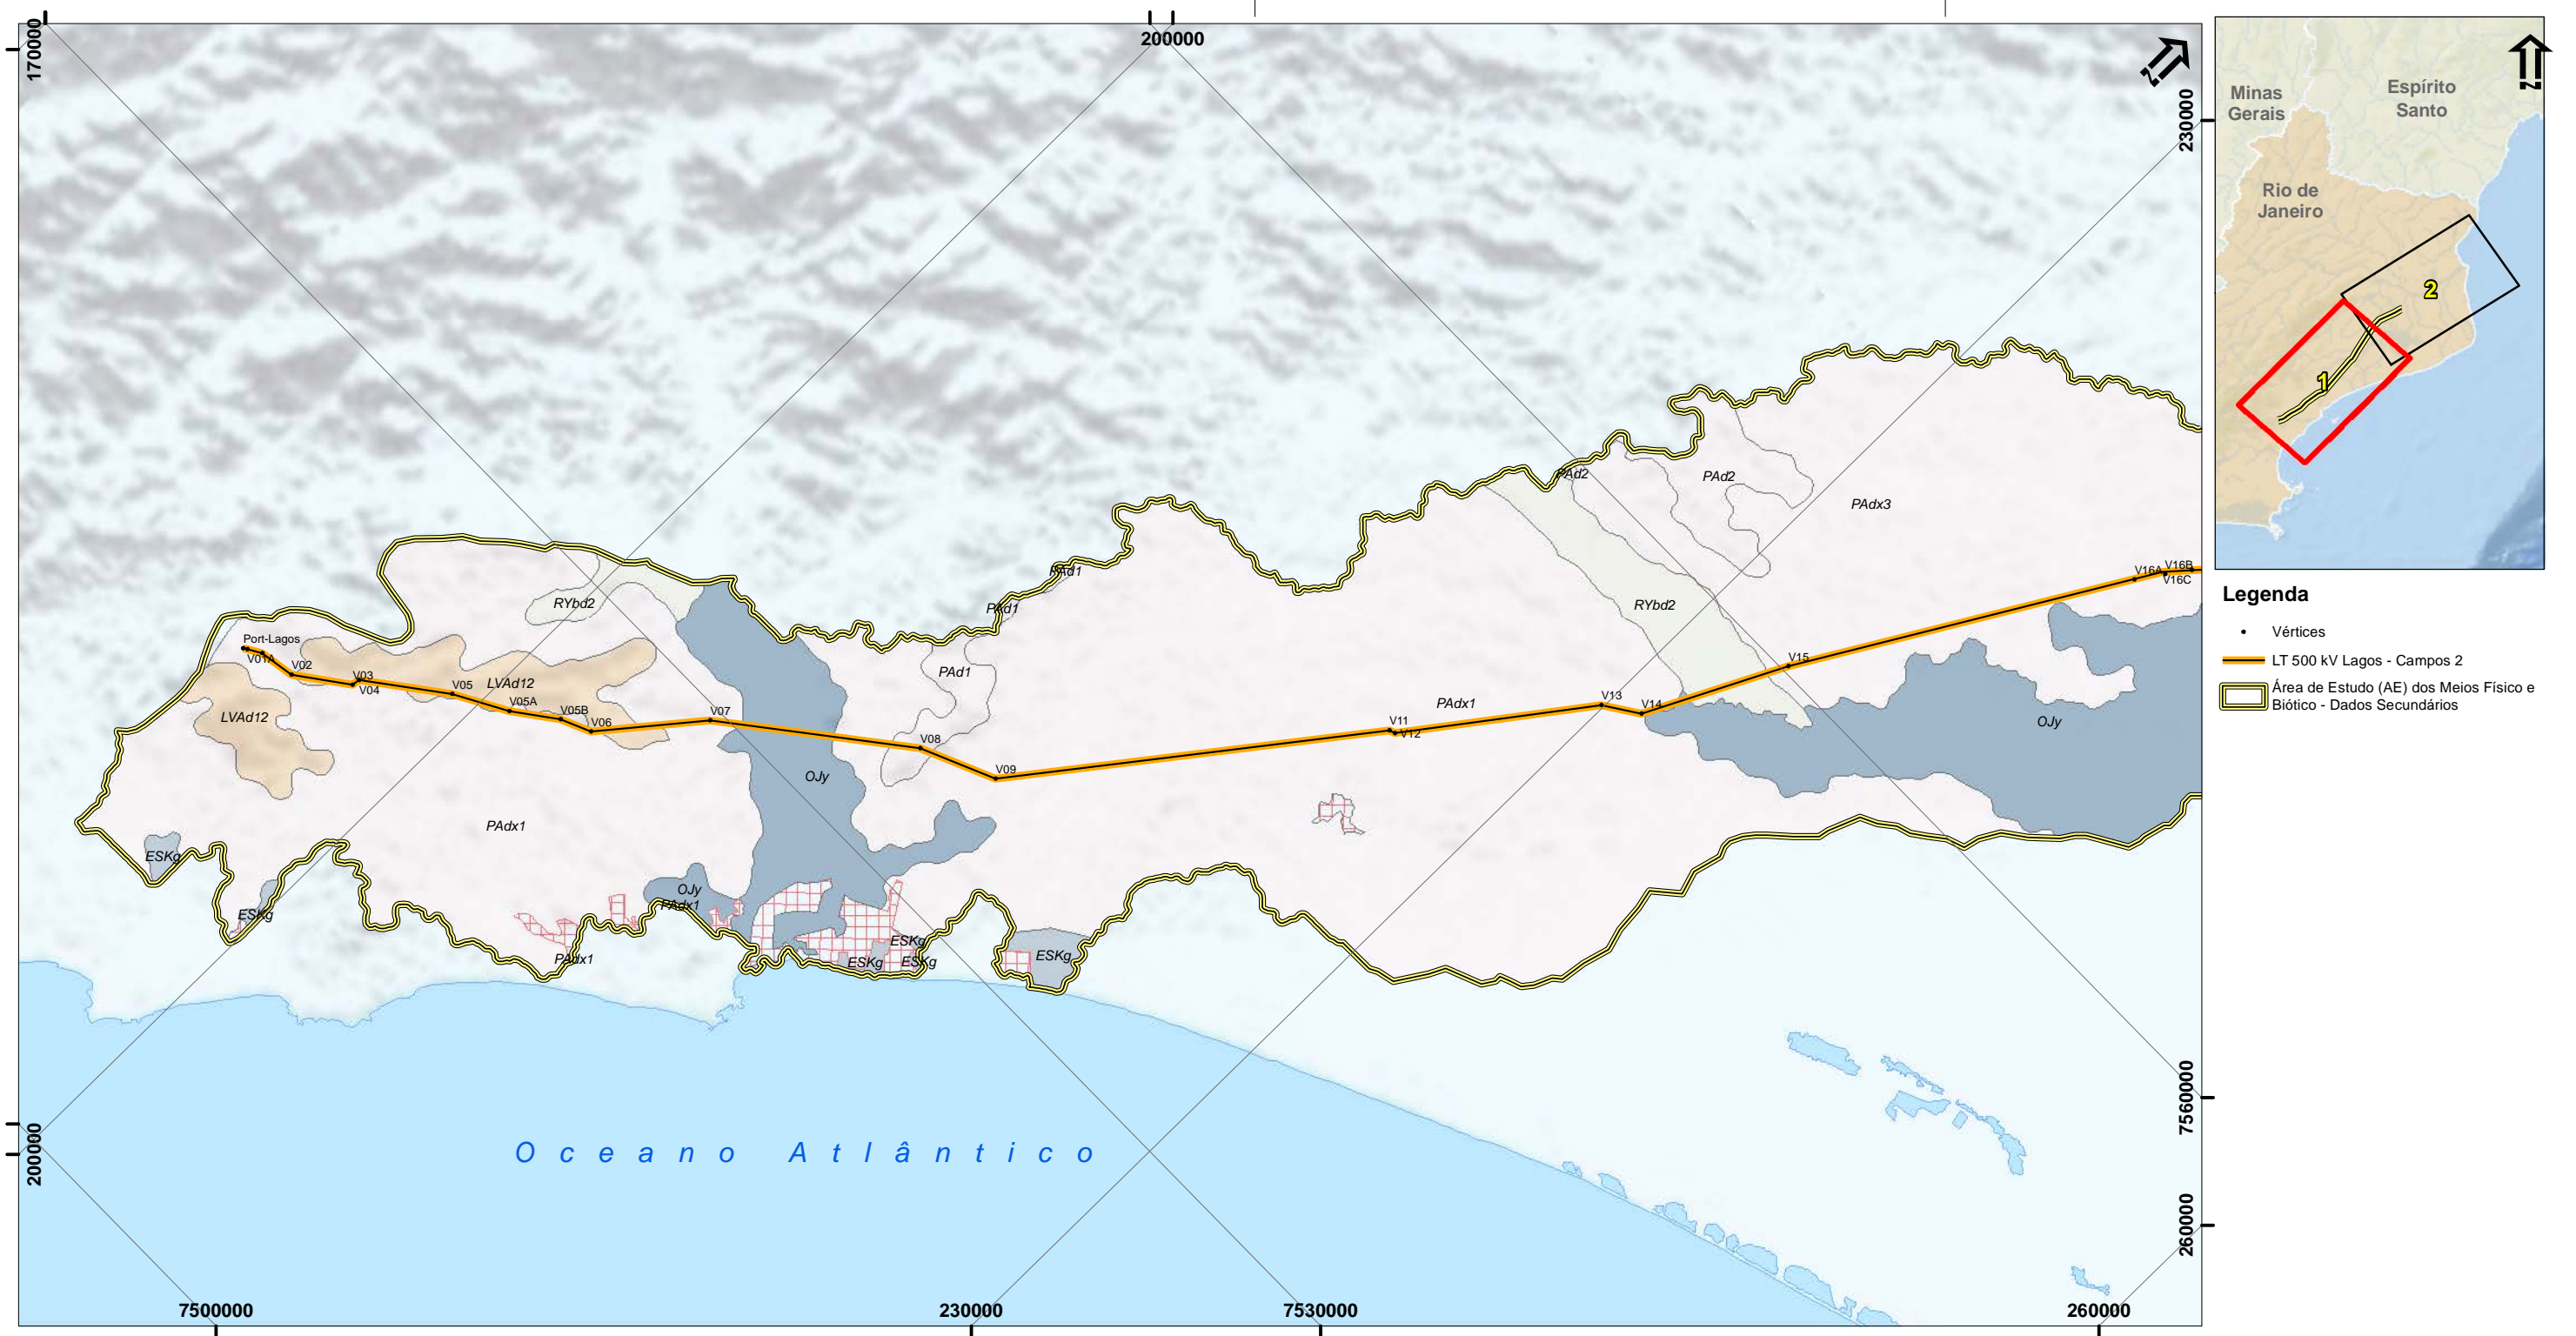 170000
200000
230000
Minas
Gerais
Espírito
Santo
Rio de
Janeiro
2
1
Legenda
Vértices
LT 500 kV Lagos - Campos 2
Área de Estudo (AE) dos Meios Físico e
Biótico - Dados Secundários
PAd2
PAd2
PAdx3
PAd1
RYbd2
PAd1
RYbd2
V16A
V16B
V16C
Port-Lagos
V01A
V02
V03
V04
V05
LVAd12
V05A
V05B
V06
V07
LVAd12
PAd1
V08
V09
PAdx1
V11
V12
V13
V14
V15
OJy
OJy
PAdx1
ESKg
ESKg
OJy
PAdx1
PAdx1
ESKg
ESKg
ESKg
ESKg
Oceano Atlântico
200000
7560000
2600000
7500000
230000
7530000
260000